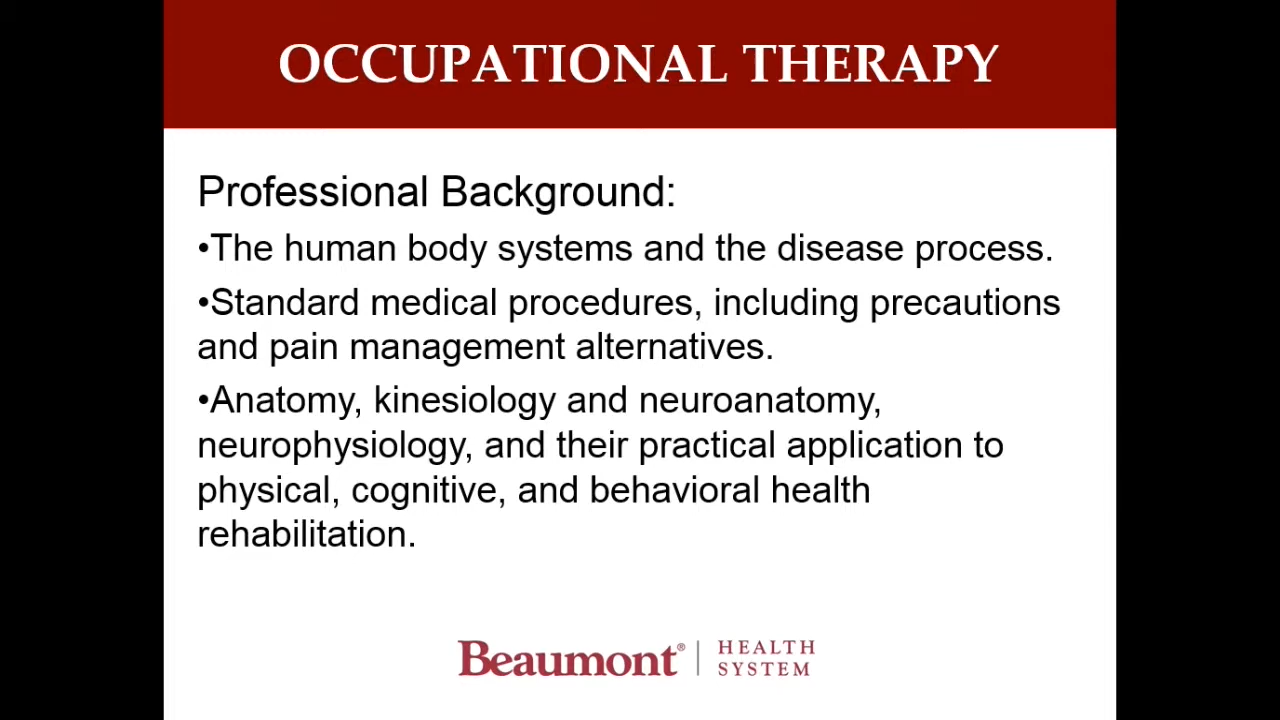 OCCUPATIONAL THERAPY
Professional Background:
•The human body systems and the disease process.
•Standard medical procedures, including precautions
and pain management alternatives.
•Anatomy, kinesiology and neuroanatomy,
neurophysiology, and their practical application to
physical, cognitive, and behavioral health
rehabilitation.
Beaumont® | HEALTH
SYSTEM